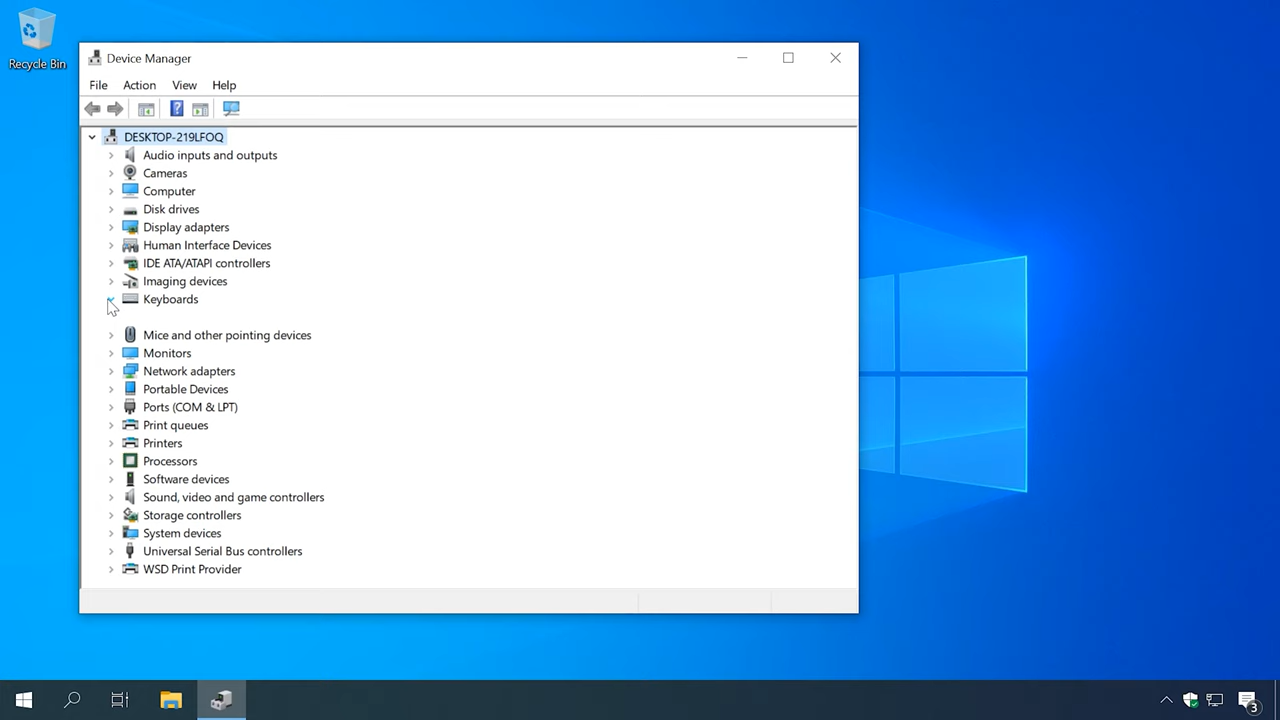 Recycle Bin
Device Manager
File Action View Help
DESKTOP-219LFOQ
Audio inputs and outputs
Cameras
Computer
Disk drives
Display adapters
Human Interface Devices
IDE ATA/ATAPI controllers
Imaging devices
Keyboards
Mice and other pointing devices
Monitors
Network adapters
Portable Devices
Ports (COM & LPT)
Print queues
Printers
Processors
Software devices
Sound, video and game controllers
Storage controllers
System devices
Universal Serial Bus controllers
WSD Print Provider
3